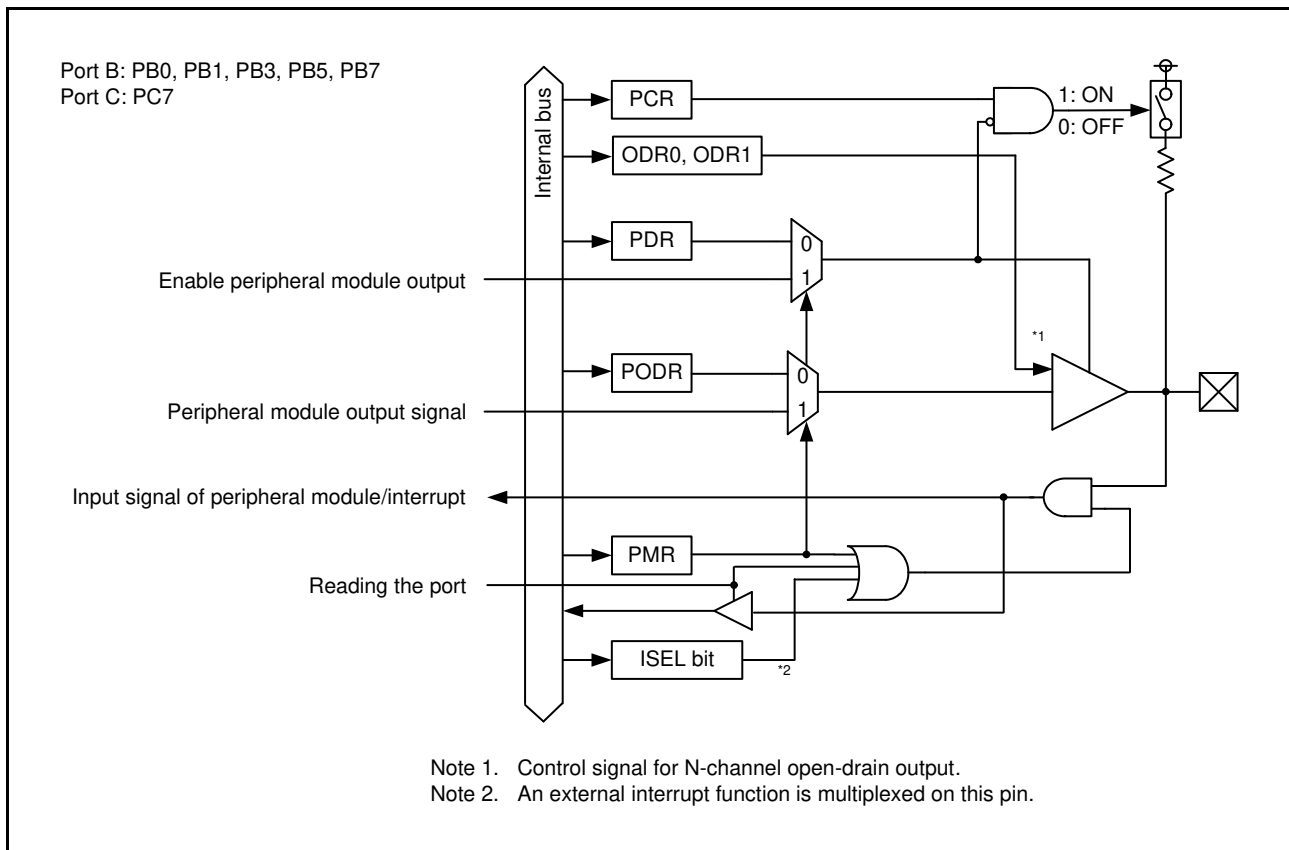 Port B: PB0, PB1, PB3, PB5, PB7
Port C: PC7
Internal bus
PCR
1: ON
0: OFF
ODR0, ODR1
PDR
0
Enable peripheral module output
1
*1
PODR
0
Peripheral module output signal
1
Input signal of peripheral module/interrupt
PMR
Reading the port
ISEL bit
*2
Note 1. Control signal for N-channel open-drain output.
Note 2. An external interrupt function is multiplexed on this pin.